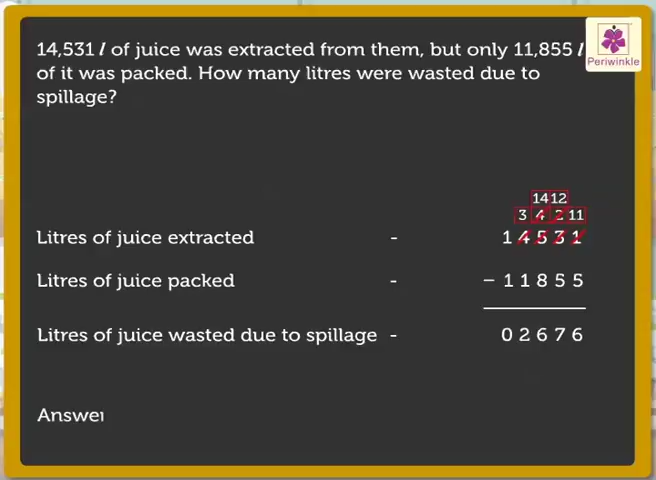 14,531 l of juice was extracted from them, but only 11,855 l
of it was packed. How many litres were wasted due to
spillage?
Periwinkle
14 12
3 4 2 11
Litres of juice extracted - 1 4 5 3 1
Litres of juice packed - – 1 1 8 5 5
Litres of juice wasted due to spillage - 0 2 6 7 6
Answer